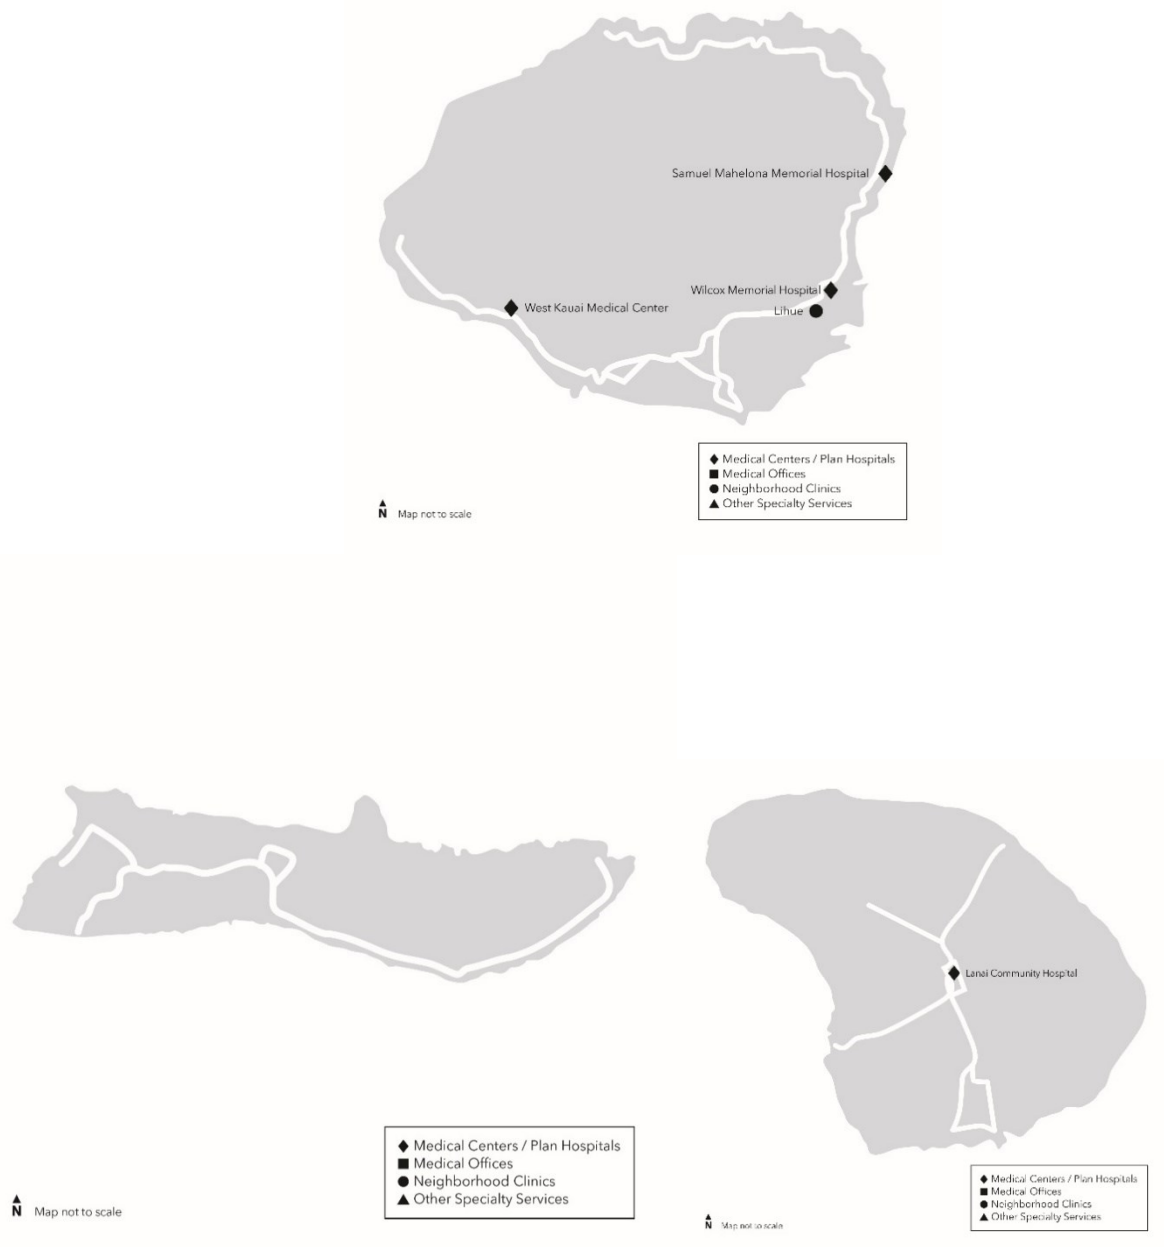 Samuel Mahelona Memorial Hospital
Wilcox Memorial Hospital
West Kauai Medical Center
Lihue
Medical Centers / Plan Hospitals
Medical Offices
Neighborhood Clinics
Other Specialty Services
N Map not to scale
Lanai Community Hospital
Medical Centers / Plan Hospitals
Medical Offices
Neighborhood Clinics
Other Specialty Services
N Map not to scale
Medical Centers / Plan Hospitals
Medical Offices
Neighborhood Clinics
Other Specialty Services
N Map not to scale